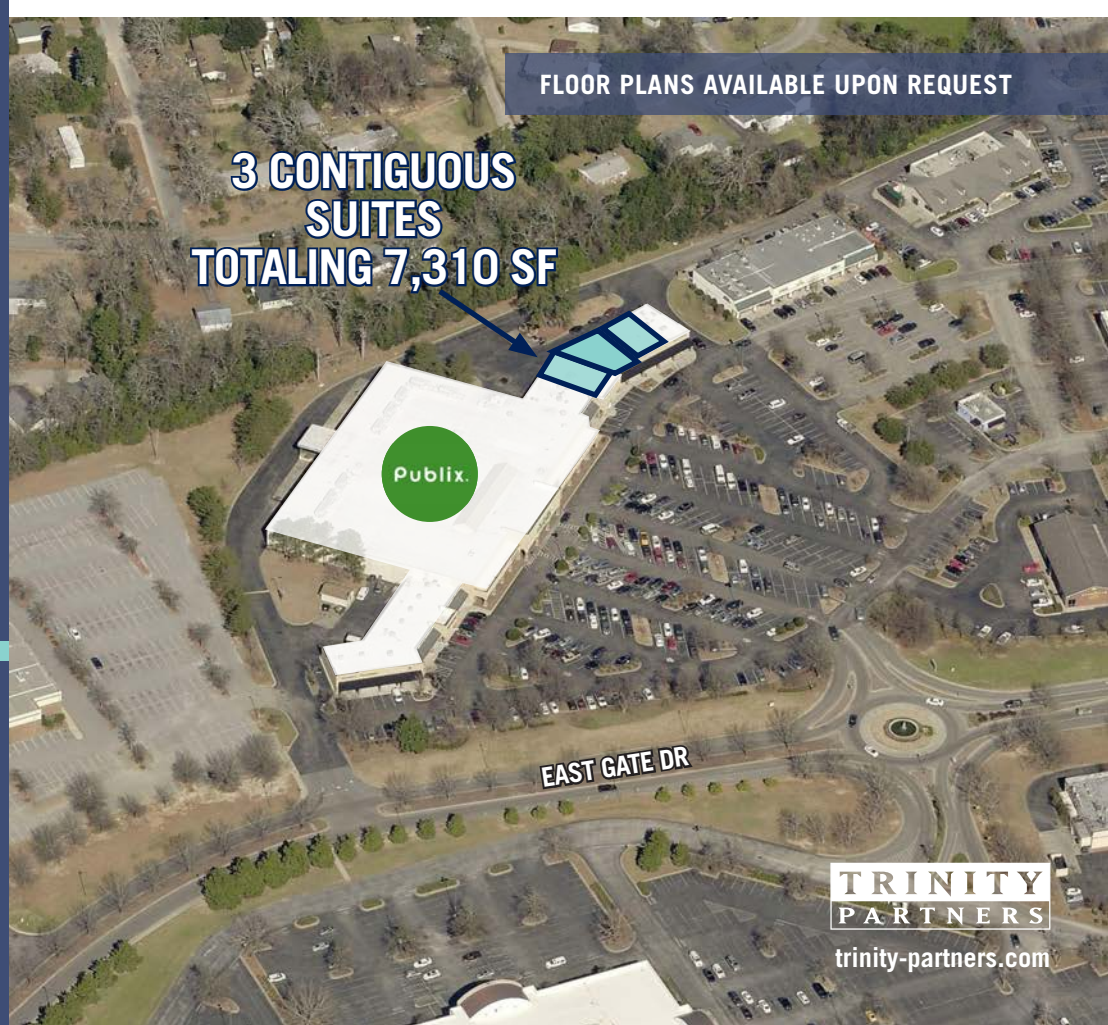 FLOOR PLANS AVAILABLE UPON REQUEST
3 CONTIGUOUS
SUITES
TOTALING 7,310 SF
Publix.
EAST GATE DR
TRINITY
PARTNERS
trinity-partners.com